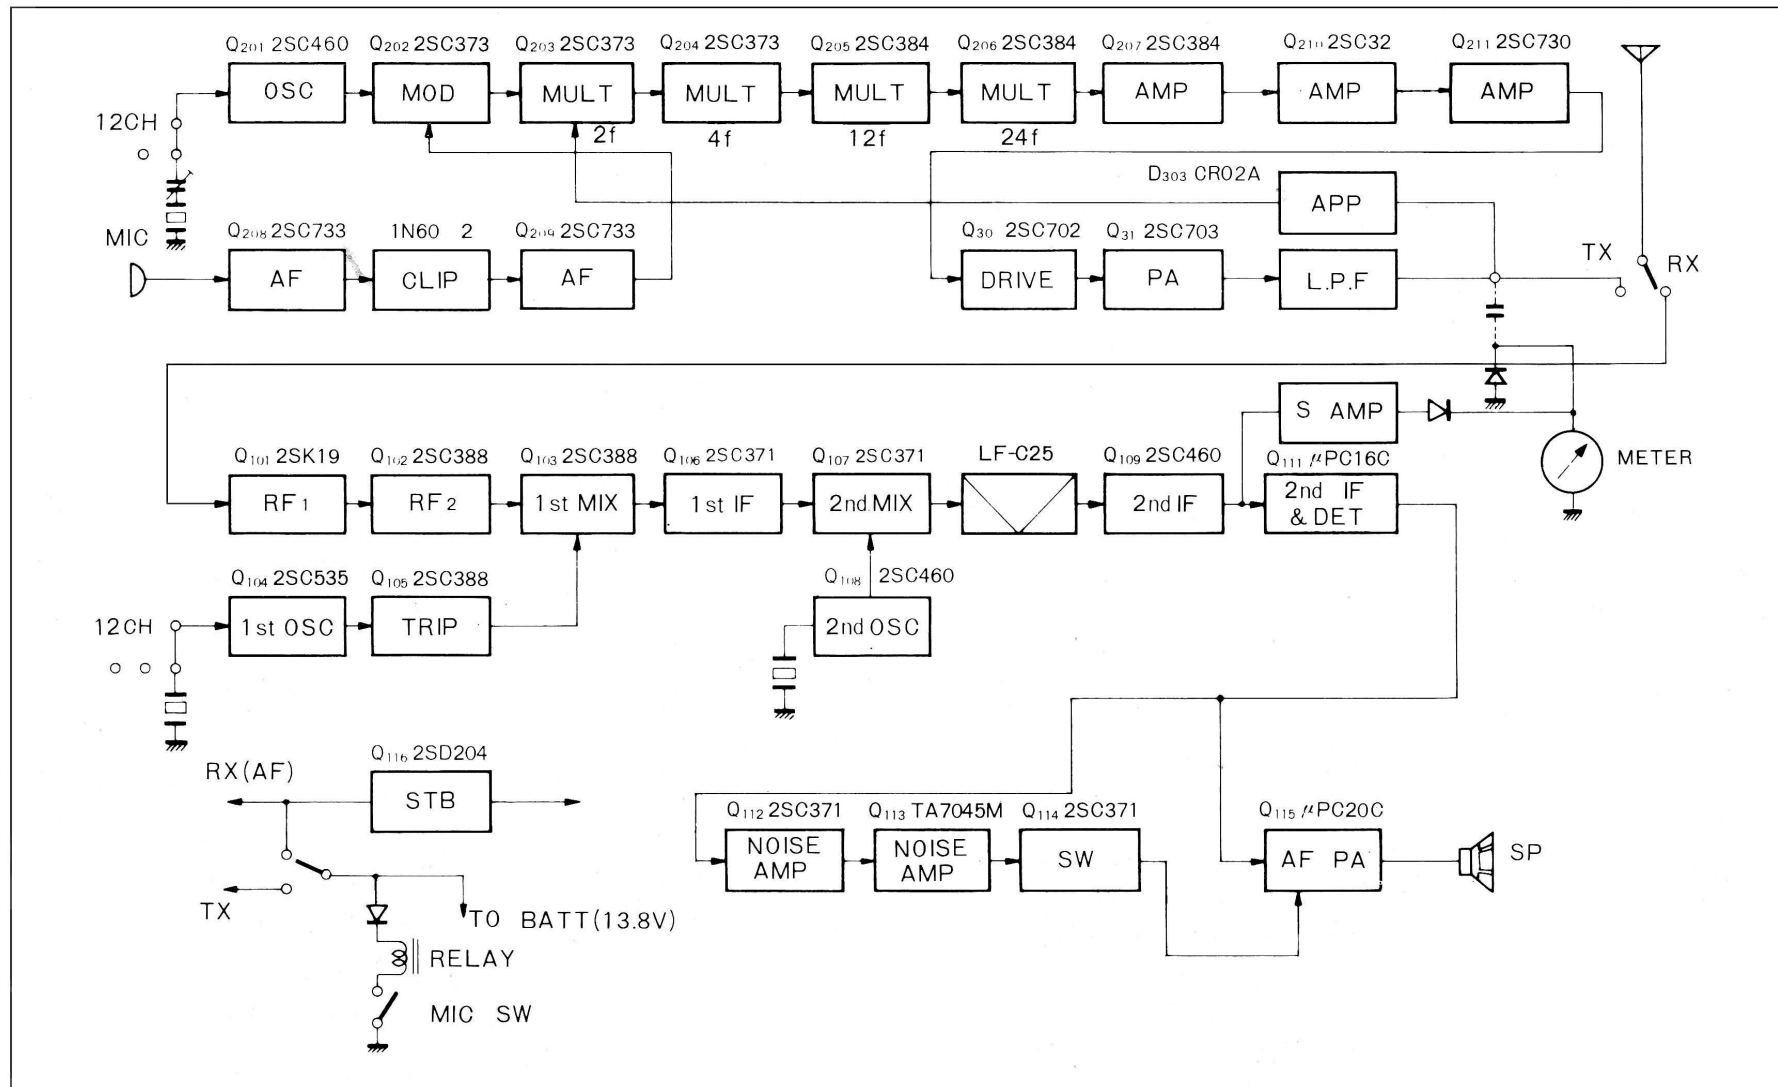 Q201 2SC460 Q202 2SC373 Q203 2SC373 Q204 2SC373 Q205 2SC384 Q206 2SC384 Q207 2SC384 Q210 2SC32 Q211 2SC730
OSC MOD MULT MULT MULT MULT AMP AMP AMP
12CH
2f 4f 12f 24f
D303 CR02A
APP
MIC
Q208 2SC733 1N60 2 Q209 2SC733 Q30 2SC702 Q31 2SC703
TX RX
AF CLIP AF DRIVE PA L.P.F
S AMP
Q101 2SK19 Q102 2SC388 Q103 2SC388 Q106 2SC371 Q107 2SC371 LF-C25 Q109 2SC460 Q111 μPC16C
METER
RF1 RF2 1st MIX 1st IF 2nd MIX 2nd IF 2nd IF
& DET
Q104 2SC535 Q105 2SC388 Q108 2SC460
12CH
1st OSC TRIP 2nd OSC
Q116 2SD204
RX(AF)
STB
Q112 2SC371 Q113 TA7045M Q114 2SC371 Q115 μPC20C
NOISE
AMP
NOISE
AMP
SW AF PA SP
TX
TO BATT(13.8V)
RELAY
MIC SW